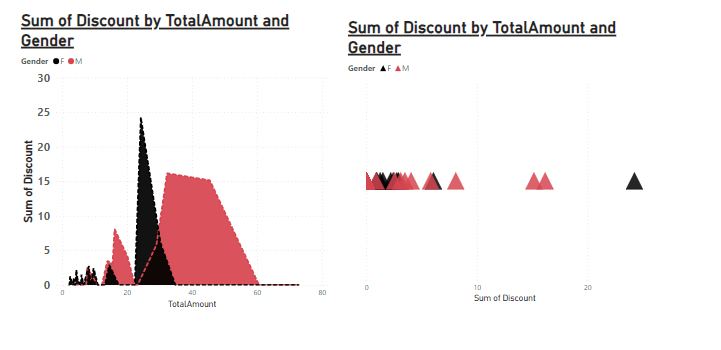 Sum of Discount by TotalAmount and
Gender
Gender F M
30
25
20
15
10
5
0
Sum of Discount
0 20 40 60 80
TotalAmount
Sum of Discount by TotalAmount and
Gender
Gender F M
0 10 20
Sum of Discount